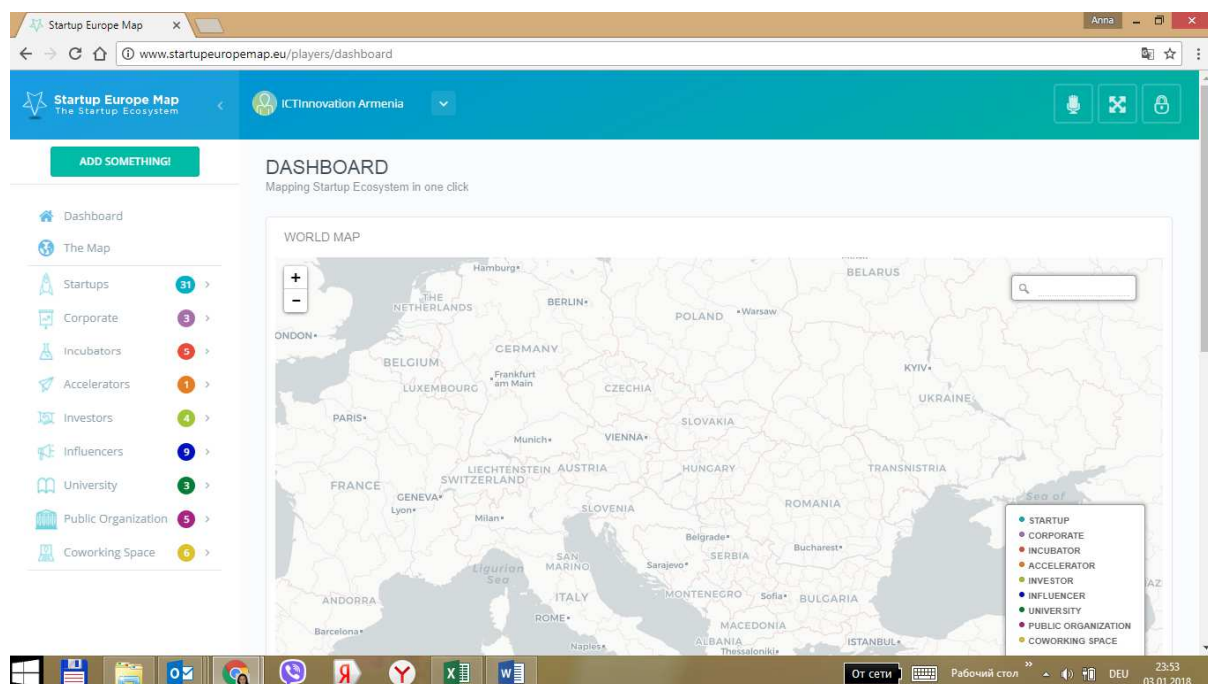 Startup Europe Map
Anna
www.startupeuropemap.eu/players/dashboard
Startup Europe Map
The Startup Ecosystem
ICTInnovation Armenia
ADD SOMETHING!
DASHBOARD
Mapping Startup Ecosystem in one click
Dashboard
The Map
Startups 31
Corporate 3
Incubators 5
Accelerators 1
Investors 4
Influencers 9
University 3
Public Organization 5
Coworking Space 6
WORLD MAP
+
−
Hamburg
BELARUS
THE
NETHERLANDS
BERLIN
POLAND
Warsaw
ONDON
BELGIUM
GERMANY
Frankfurt
am Main
LUXEMBOURG
CZECHIA
KYIV
UKRAINE
PARIS
SLOVAKIA
Munich
VIENNA
LIECHTENSTEIN
AUSTRIA
HUNGARY
TRANSNISTRIA
FRANCE
SWITZERLAND
GENEVA
Lyon
Milan
SLOVENIA
ROMANIA
Sea of
Belgrade
SERBIA
Bucharest
SAN
MARINO
Sarajevo
Ligurian
Sea
ANDORRA
ITALY
MONTENEGRO
Sofia
BULGARIA
ROME
Barcelona
MACEDONIA
ALBANIA
ISTANBUL
Naples
Thessaloniki
AZ
STARTUP
CORPORATE
INCUBATOR
ACCELERATOR
INVESTOR
INFLUENCER
UNIVERSITY
PUBLIC ORGANIZATION
COWORKING SPACE
От сети
Рабочий стол
DEU
23:53
03.01.2018